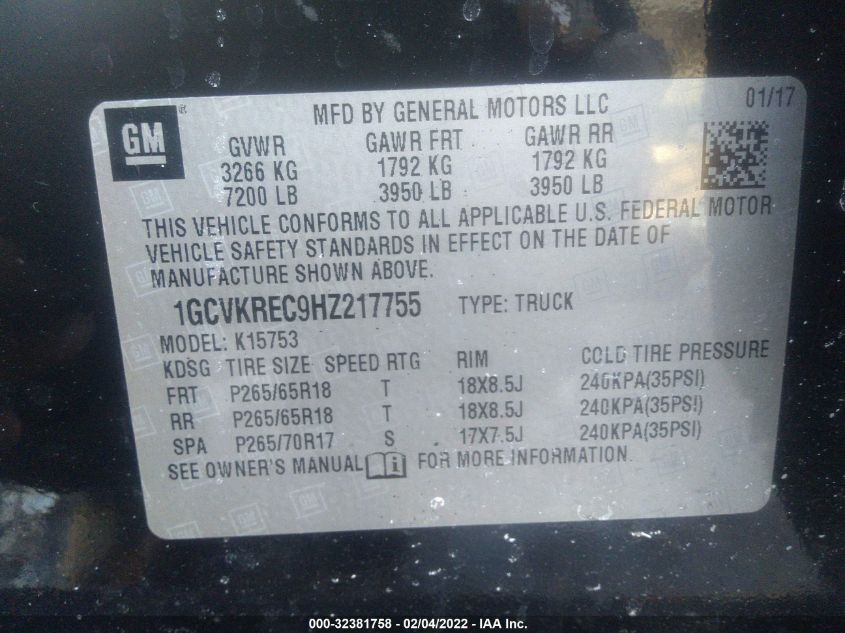 GM ®
MFD BY GENERAL MOTORS LLC 01/17
GVWR GAWR FRT GAWR RR
3266 KG 1792 KG 1792 KG
7200 LB 3950 LB 3950 LB
THIS VEHICLE CONFORMS TO ALL APPLICABLE U.S. FEDERAL MOTOR
VEHICLE SAFETY STANDARDS IN EFFECT ON THE DATE OF
MANUFACTURE SHOWN ABOVE.
1GCVKREC9HZ217755 TYPE: TRUCK
MODEL: K15753
KDSG TIRE SIZE SPEED RTG RIM COLD TIRE PRESSURE
FRT P265/65R18 T 18X8.5J 240KPA(35PSI)
RR P265/65R18 T 18X8.5J 240KPA(35PSI)
SPA P265/70R17 S 17X7.5J 240KPA(35PSI)
SEE OWNER'S MANUAL i FOR MORE INFORMATION.
000-32381758 - 02/04/2022 - IAA Inc.